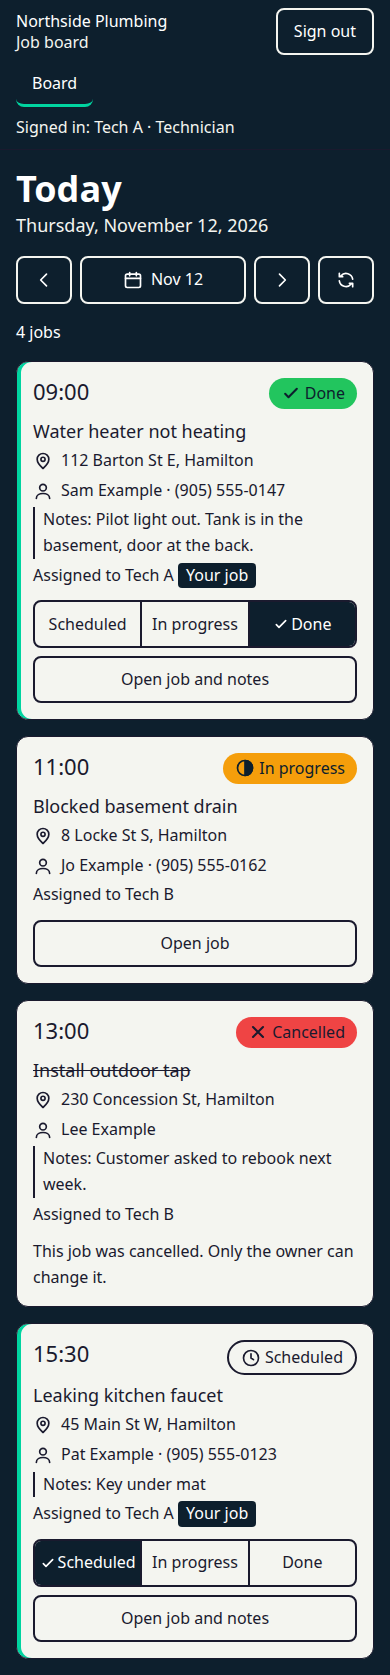 Northside Plumbing
Job board
Sign out
Board
Signed in: Tech A · Technician
Today
Thursday, November 12, 2026
Nov 12
4 jobs
09:00
Done
Water heater not heating
112 Barton St E, Hamilton
Sam Example · (905) 555-0147
Notes: Pilot light out. Tank is in the
basement, door at the back.
Assigned to Tech A Your job
Scheduled In progress Done
Open job and notes
11:00
In progress
Blocked basement drain
8 Locke St S, Hamilton
Jo Example · (905) 555-0162
Assigned to Tech B
Open job
13:00
Cancelled
Install outdoor tap
230 Concession St, Hamilton
Lee Example
Notes: Customer asked to rebook next
week.
Assigned to Tech B
This job was cancelled. Only the owner can
change it.
15:30
Scheduled
Leaking kitchen faucet
45 Main St W, Hamilton
Pat Example · (905) 555-0123
Notes: Key under mat
Assigned to Tech A Your job
Scheduled In progress Done
Open job and notes